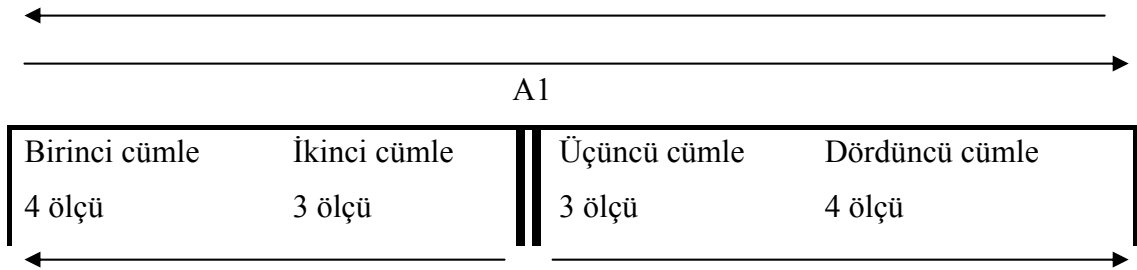 A1
Birinci cümle İkinci cümle Üçüncü cümle Dördüncü cümle
4 ölçü 3 ölçü 3 ölçü 4 ölçü